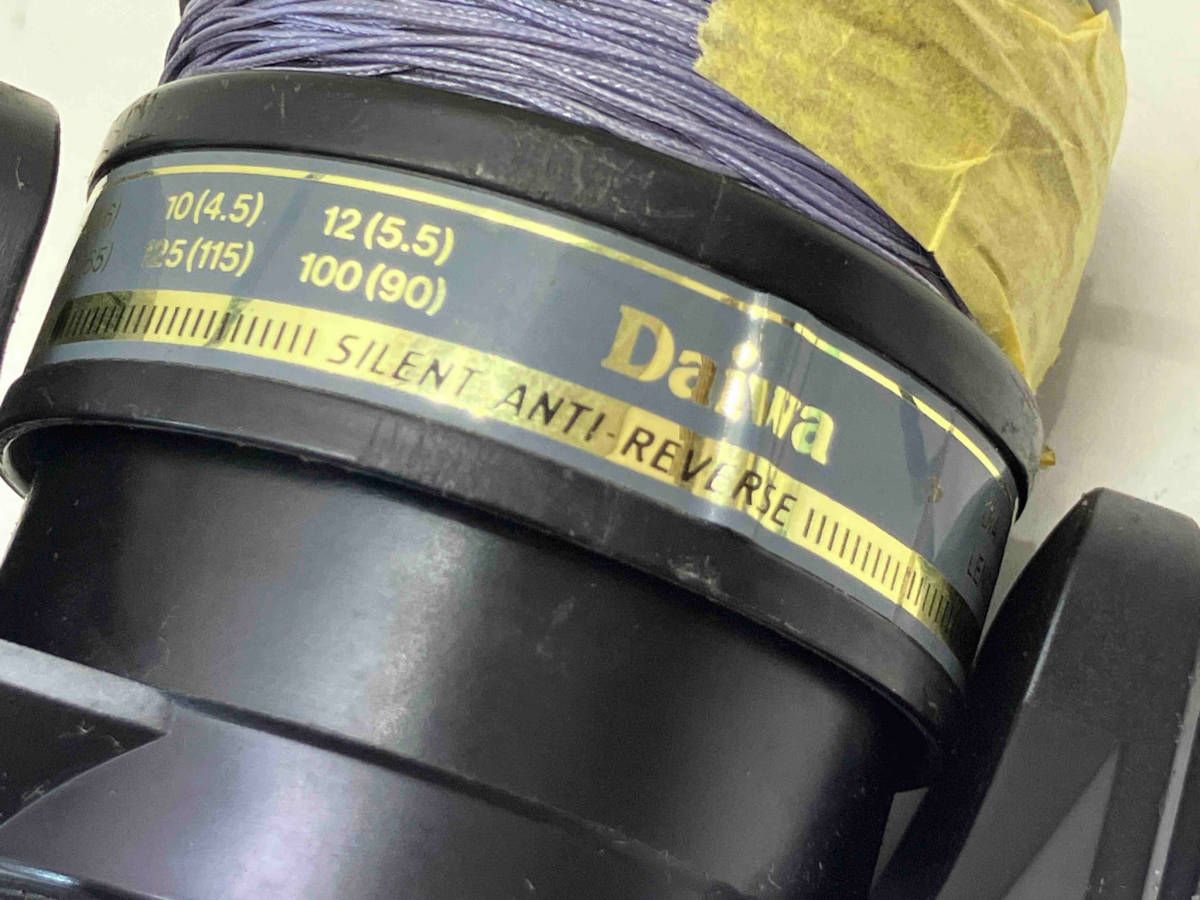 10(4.5) 12(5.5)
125(115) 100(90)
Daiwa
SILENT ANTI-REVERSE